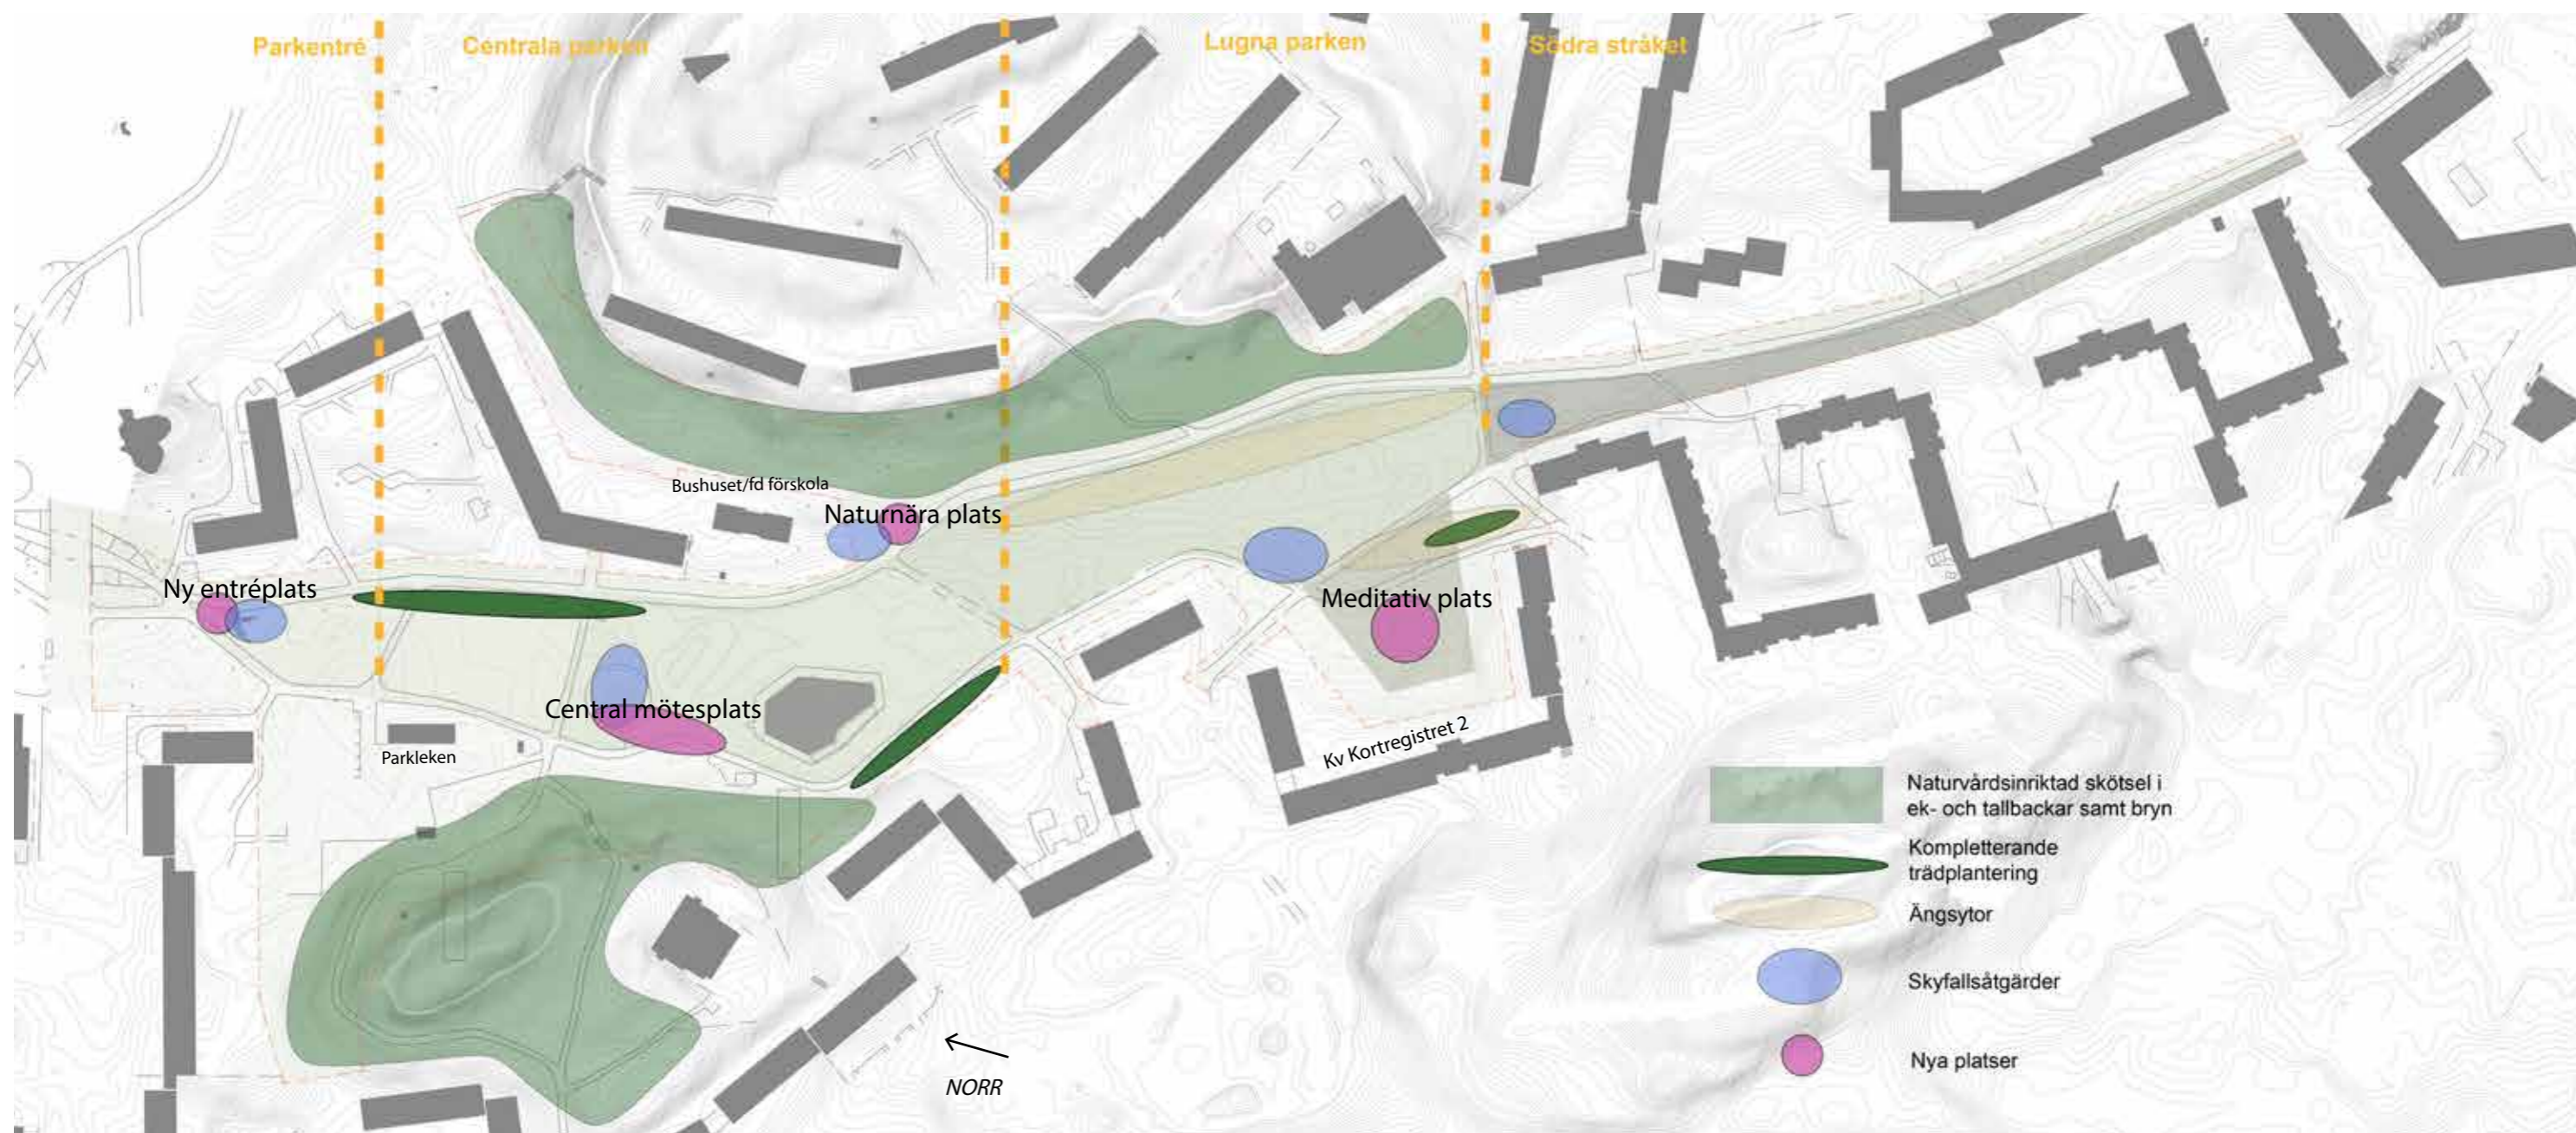 Parkentré
Centrala parken
Lugna parken
Södra stråket
Bushuset/fd förskola
Naturnära plats
Ny entréplats
Meditativ plats
Central mötesplats
Kv Kortregistret 2
Parkleken
Naturvårdsinriktad skötsel i
ek- och tallbackar samt bryn
Kompletterande
trädplantering
Ängsytor
Skyfallsåtgärder
Nya platser
NORR